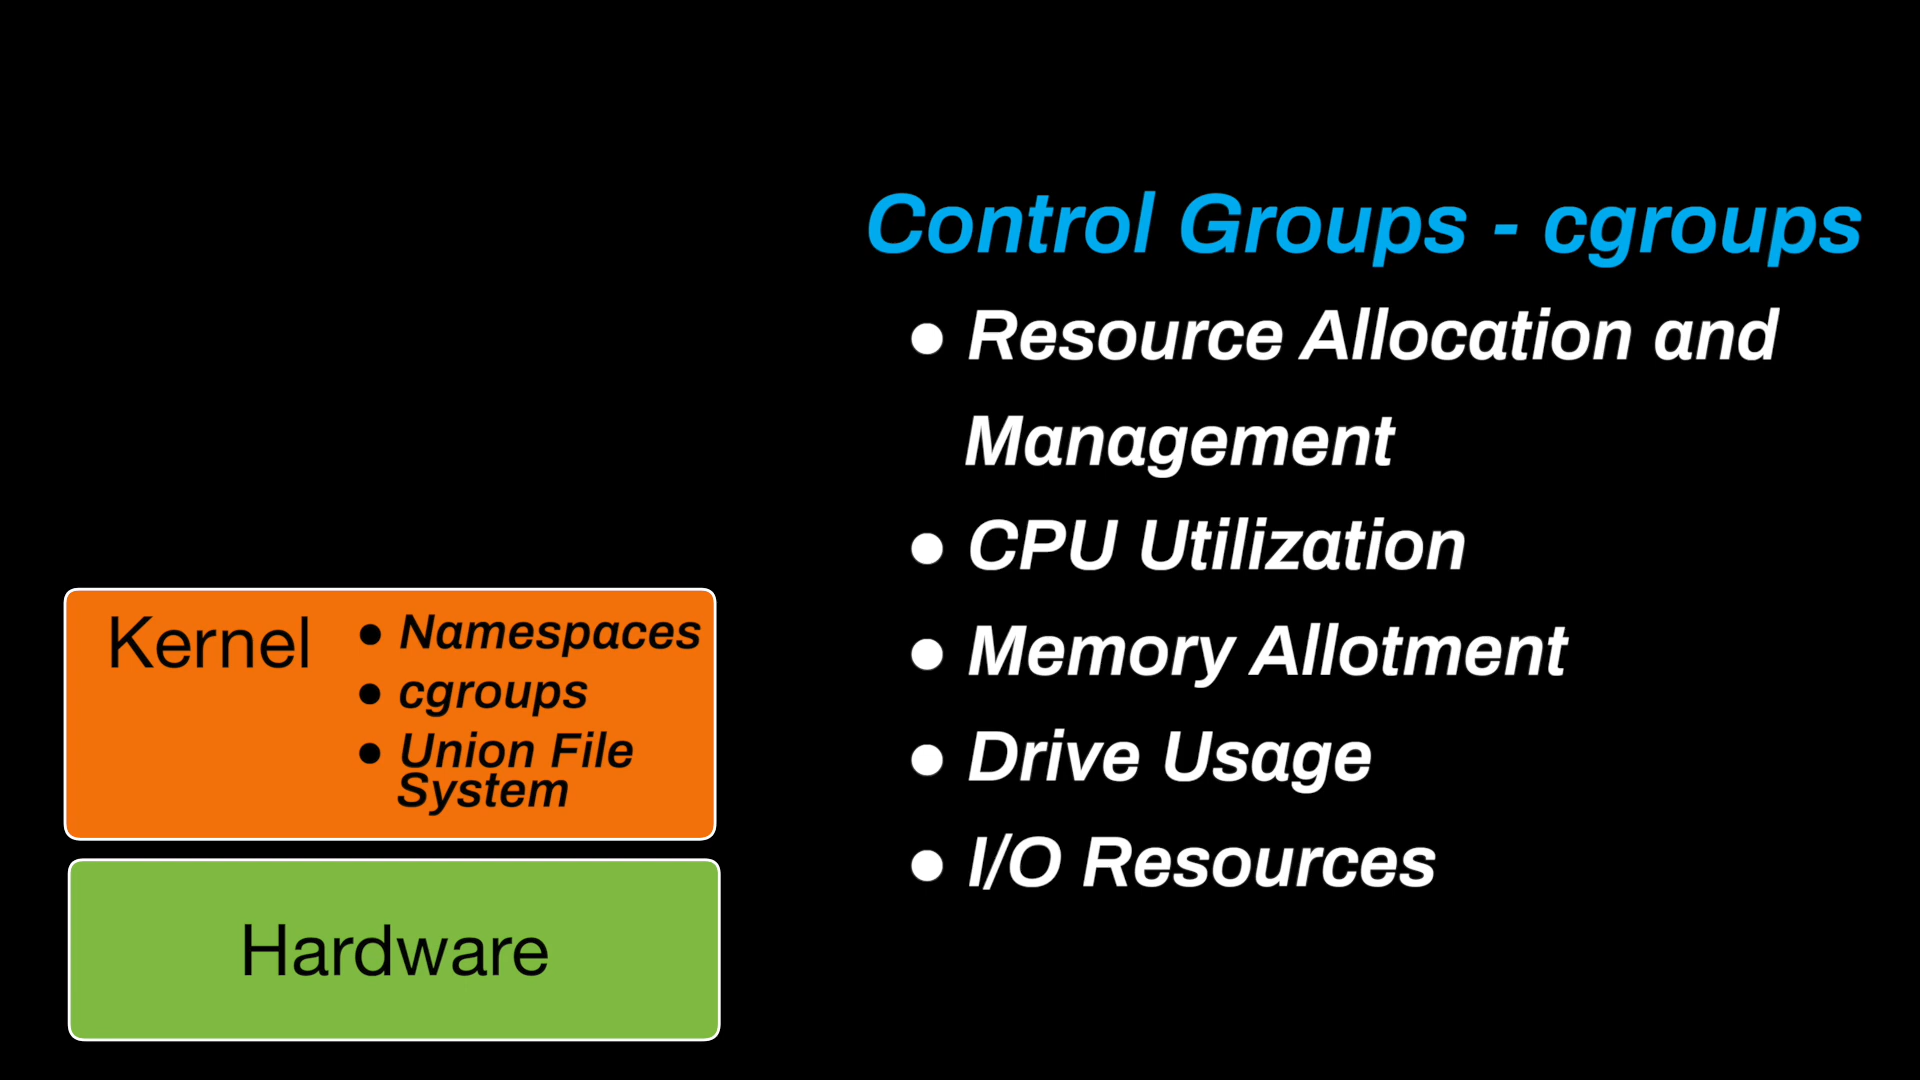 Control Groups - cgroups
● Resource Allocation and
Management
● CPU Utilization
● Memory Allotment
● Drive Usage
● I/O Resources
Kernel
● Namespaces
● cgroups
● Union File
System
Hardware